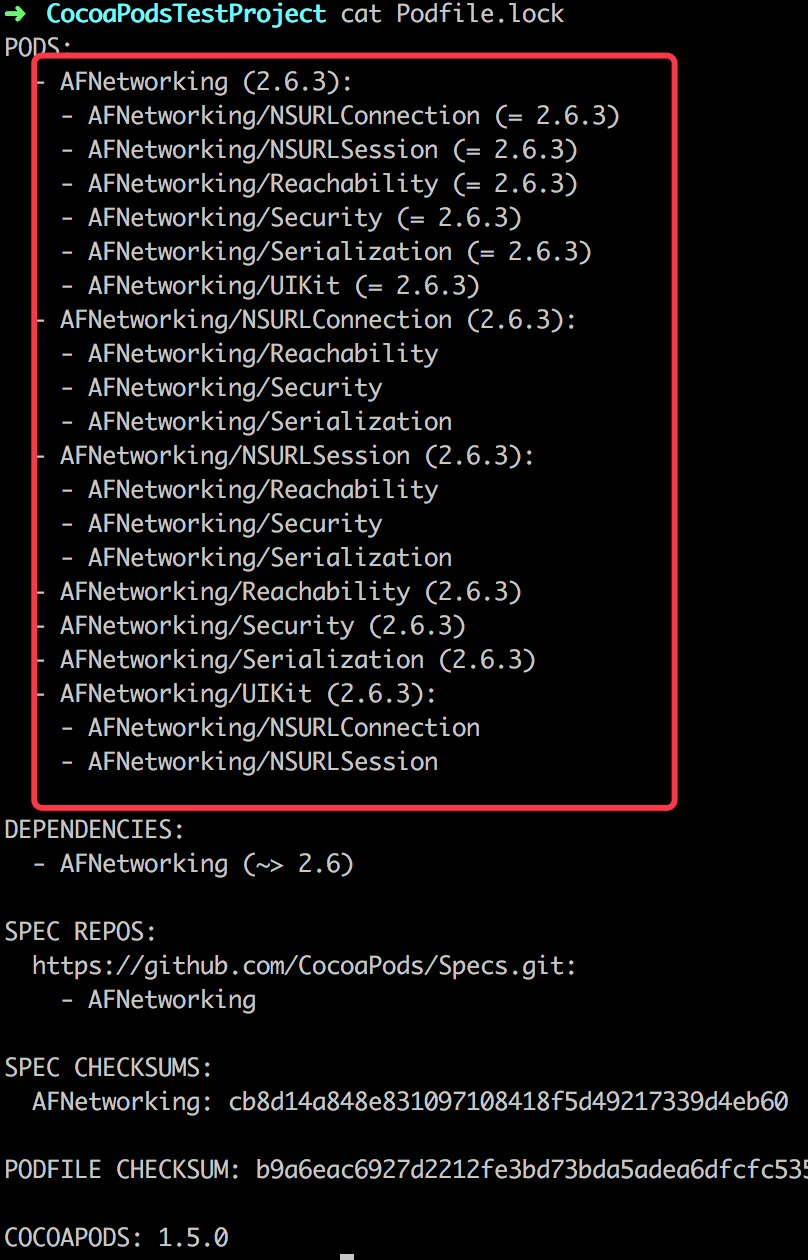 ➜ CocoaPodsTestProject cat Podfile.lock
PODS:
- AFNetworking (2.6.3):
- AFNetworking/NSURLConnection (= 2.6.3)
- AFNetworking/NSURLSession (= 2.6.3)
- AFNetworking/Reachability (= 2.6.3)
- AFNetworking/Security (= 2.6.3)
- AFNetworking/Serialization (= 2.6.3)
- AFNetworking/UIKit (= 2.6.3)
- AFNetworking/NSURLConnection (2.6.3):
- AFNetworking/Reachability
- AFNetworking/Security
- AFNetworking/Serialization
- AFNetworking/NSURLSession (2.6.3):
- AFNetworking/Reachability
- AFNetworking/Security
- AFNetworking/Serialization
- AFNetworking/Reachability (2.6.3)
- AFNetworking/Security (2.6.3)
- AFNetworking/Serialization (2.6.3)
- AFNetworking/UIKit (2.6.3):
- AFNetworking/NSURLConnection
- AFNetworking/NSURLSession
DEPENDENCIES:
- AFNetworking (~> 2.6)
SPEC REPOS:
https://github.com/CocoaPods/Specs.git:
- AFNetworking
SPEC CHECKSUMS:
AFNetworking: cb8d14a848e831097108418f5d49217339d4eb60
PODFILE CHECKSUM: b9a6eac6927d2212fe3bd73bda5adea6dfcfc535
COCOAPODS: 1.5.0